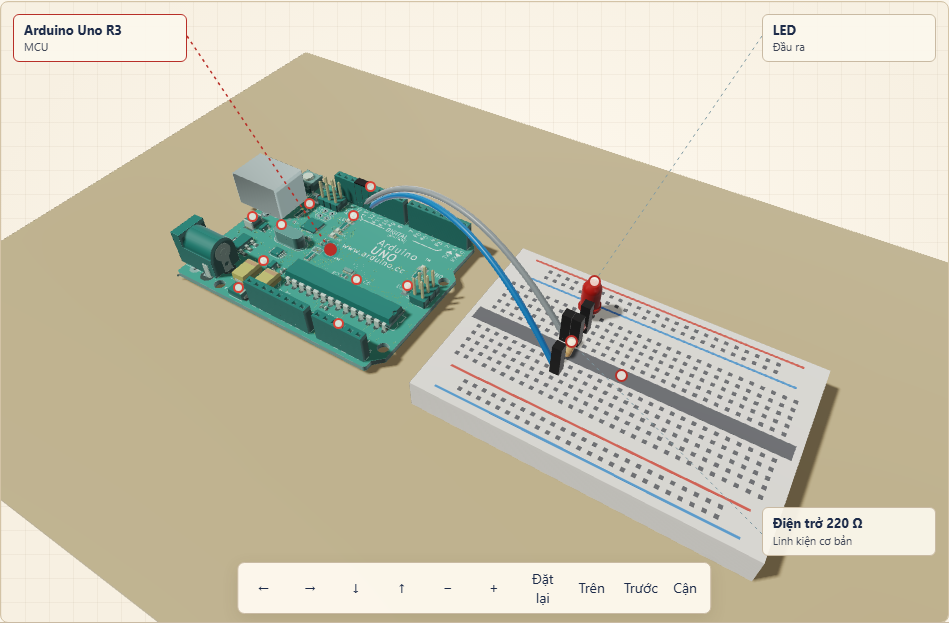 Arduino Uno R3
MCU
LED
Đầu ra
DIGITAL
Arduino
UNO
www.arduino.cc
Điện trở 220 Ω
Linh kiện cơ bản
← → ↓ ↑ − + Đặt lại Trên Trước Cận